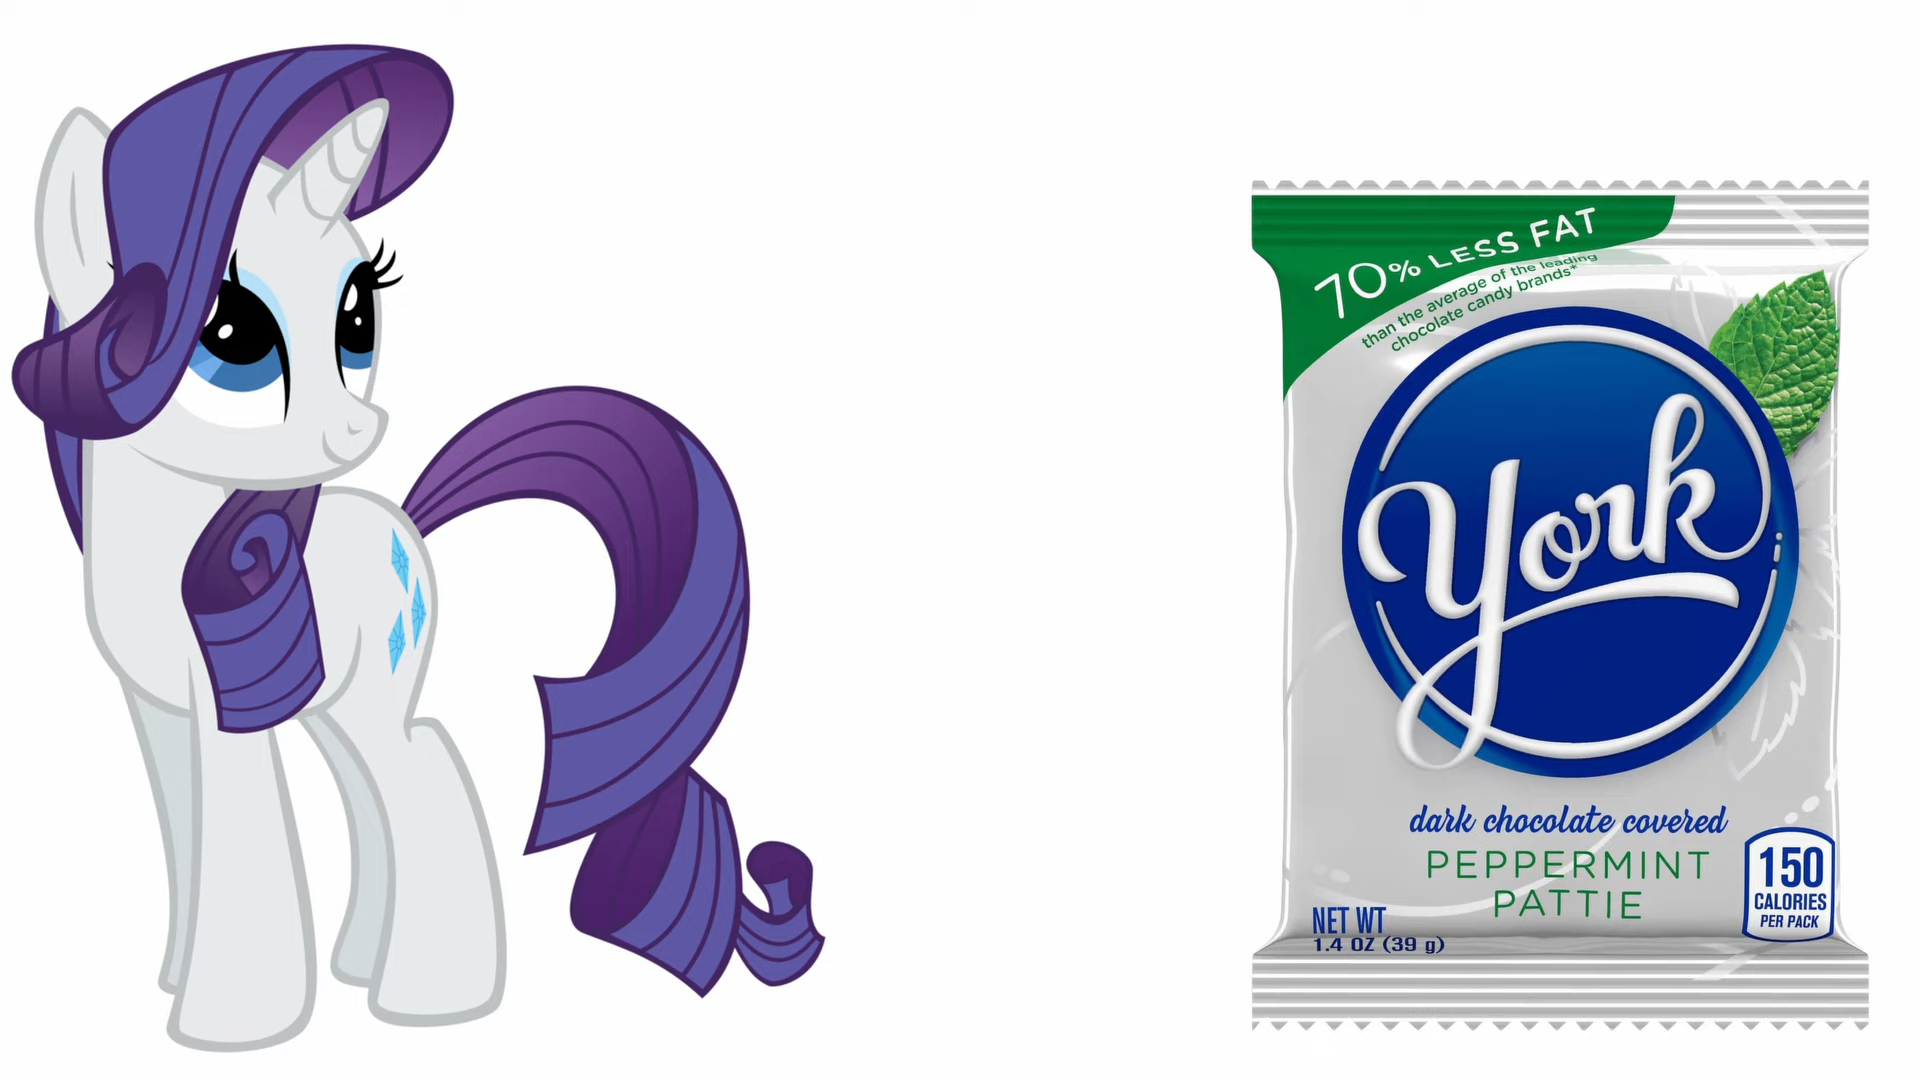 70% LESS FAT
than the average of the leading
chocolate candy brands*
York
dark chocolate covered
PEPPERMINT
PATTIE
150
CALORIES
PER PACK
NET WT
1.4 OZ (39 g)